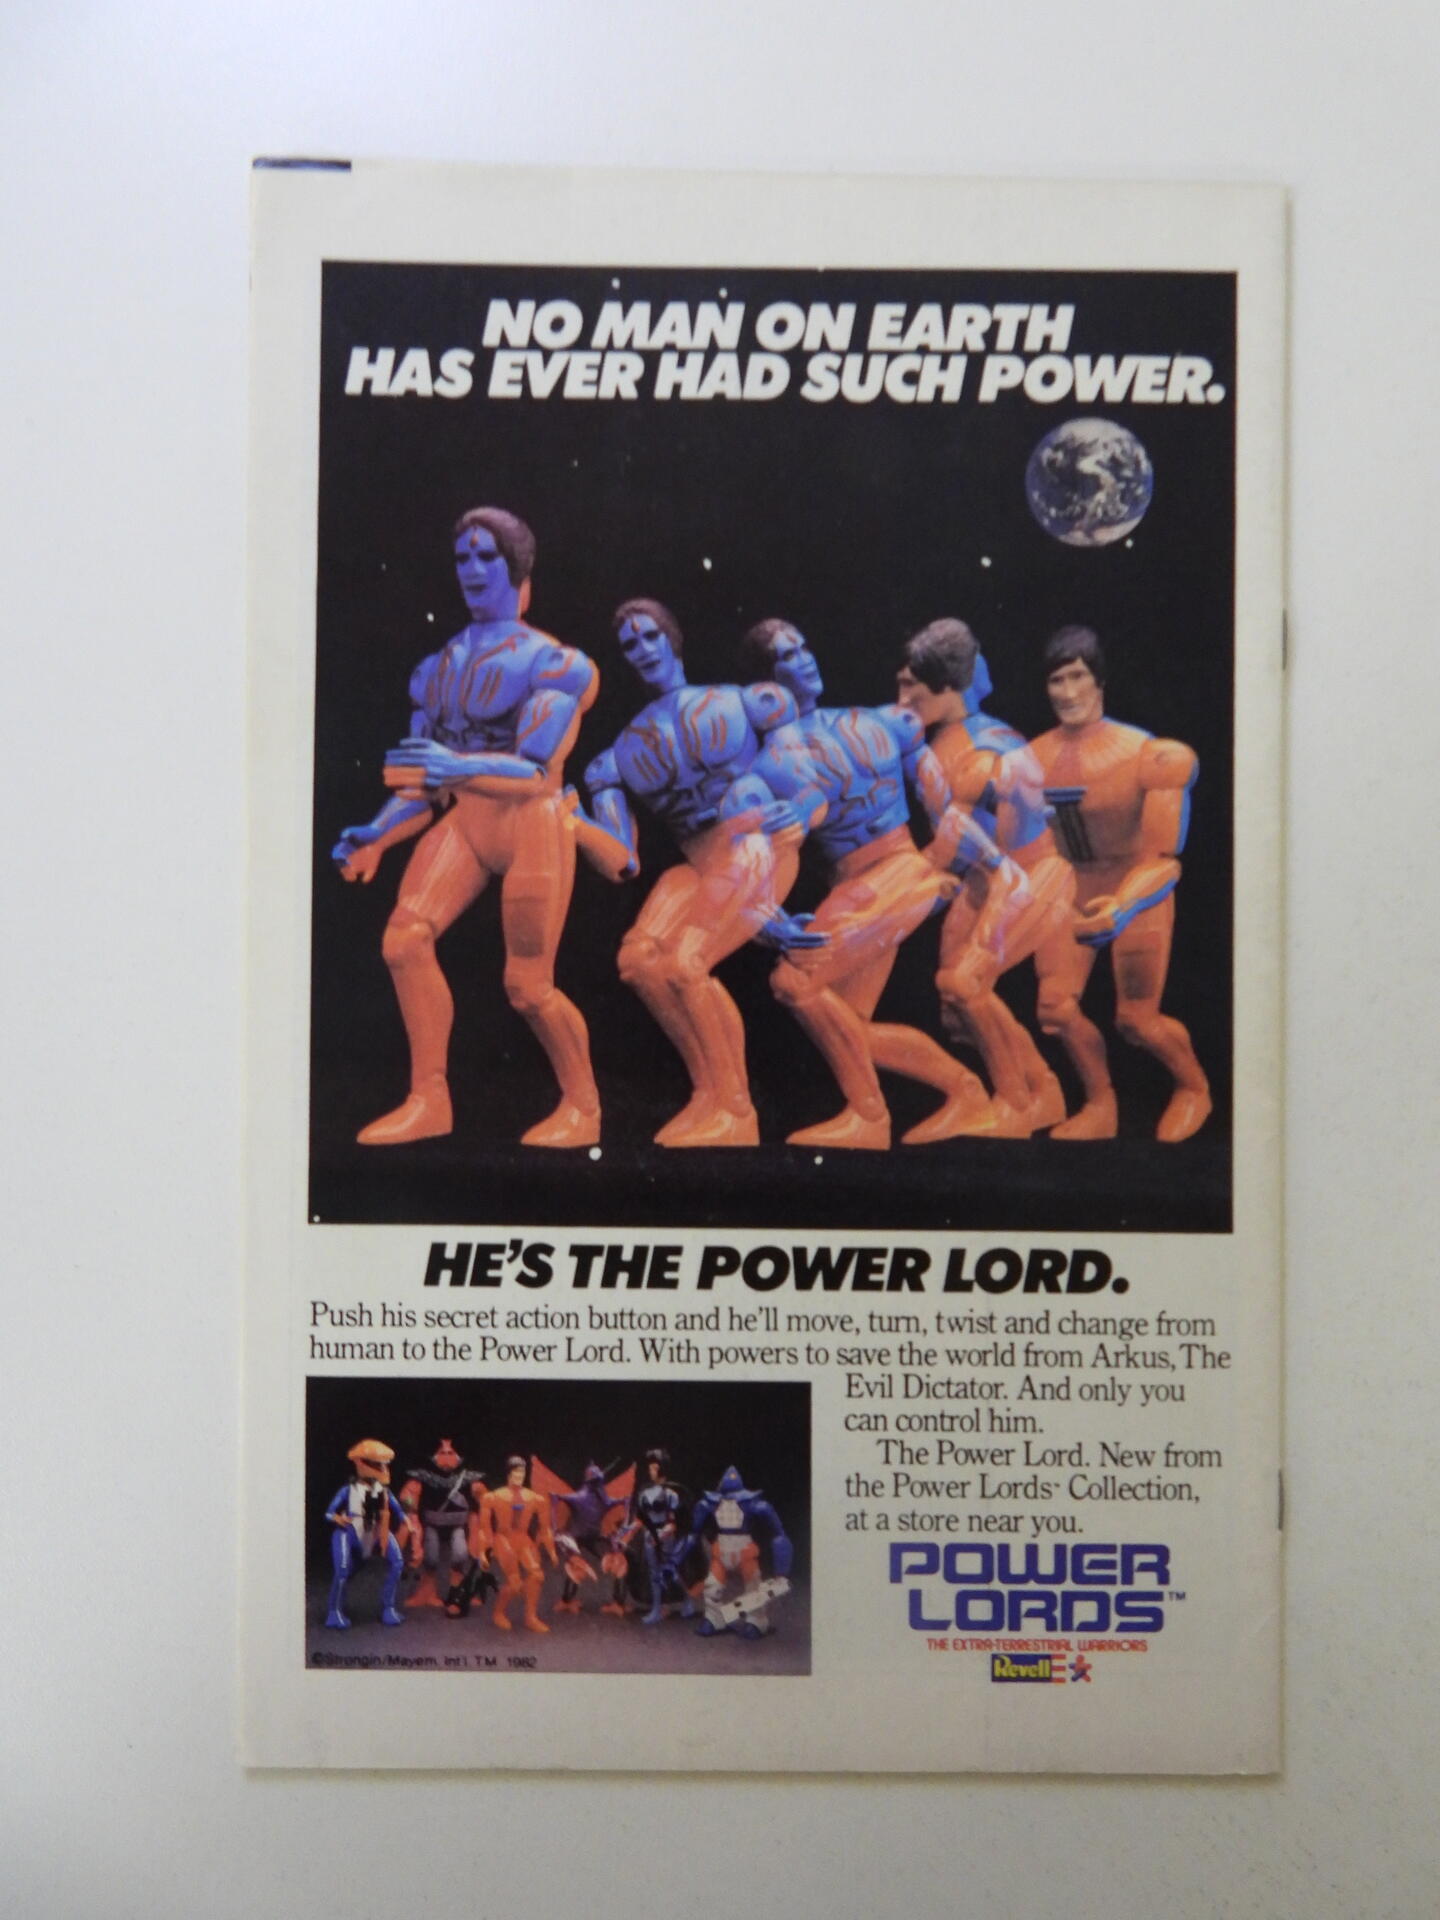 NO MAN ON EARTH
HAS EVER HAD SUCH POWER.
HE'S THE POWER LORD.
Push his secret action button and he'll move, turn, twist and change from
human to the Power Lord. With powers to save the world from Arkus, The
Evil Dictator. And only you
can control him.
The Power Lord. New from
the Power Lords™ Collection,
at a store near you.
©Strongin/Mayem. Int'l. TM 1982
POWER
LORDS™
THE EXTRA-TERRESTRIAL WARRIORS
Revell